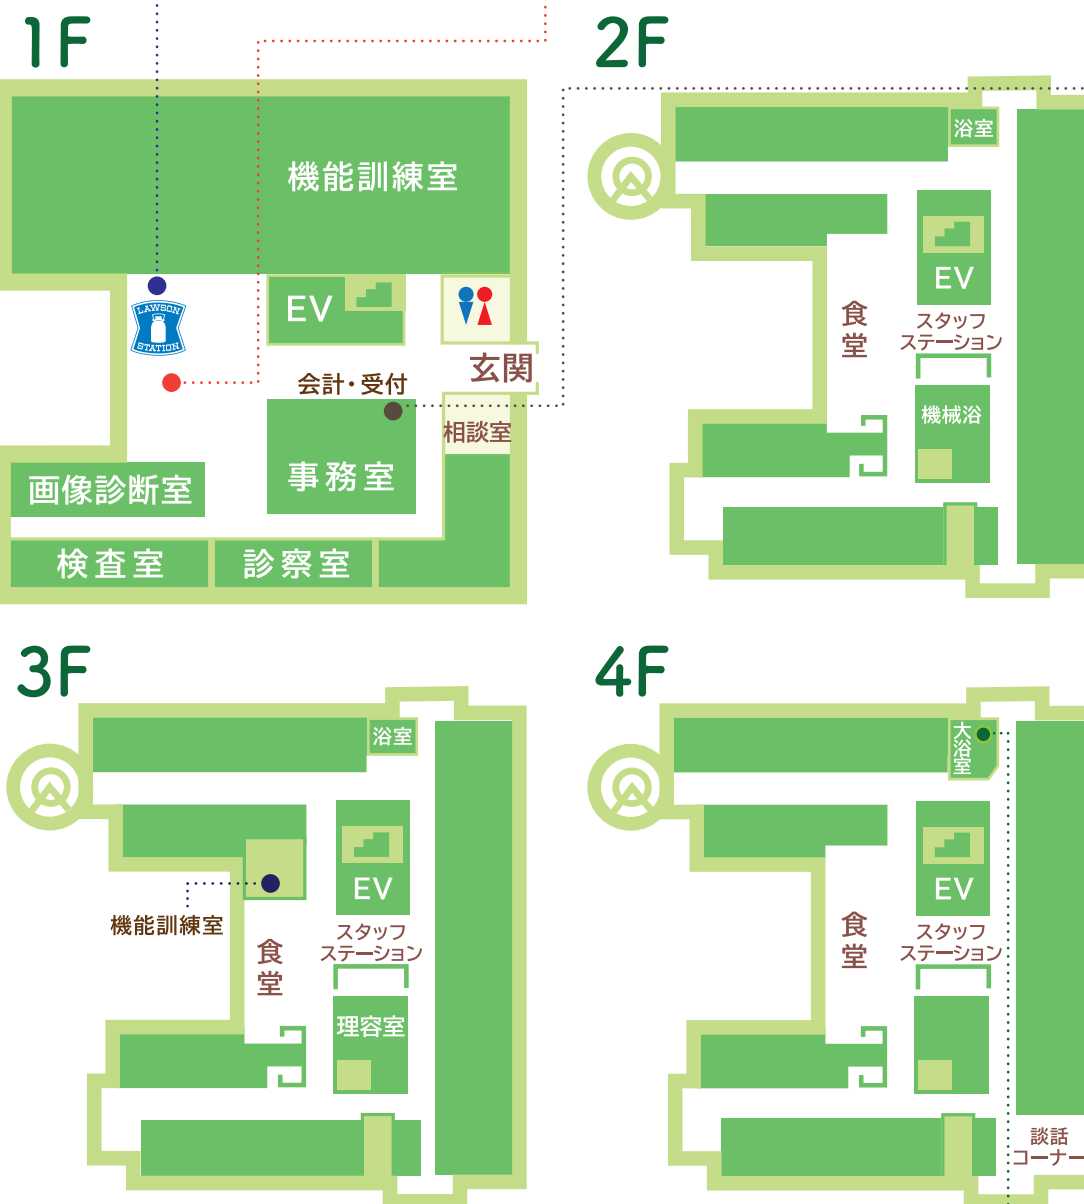 1F
機能訓練室
EV
LAWSON
STATION
玄関
会計・受付
相談室
事務室
画像診断室
検査室
診察室
2F
浴室
EV
スタッフ
ステーション
食堂
機械浴
3F
浴室
EV
機能訓練室
スタッフ
ステーション
食堂
理容室
4F
大浴室
EV
スタッフ
ステーション
食堂
談話
コーナー